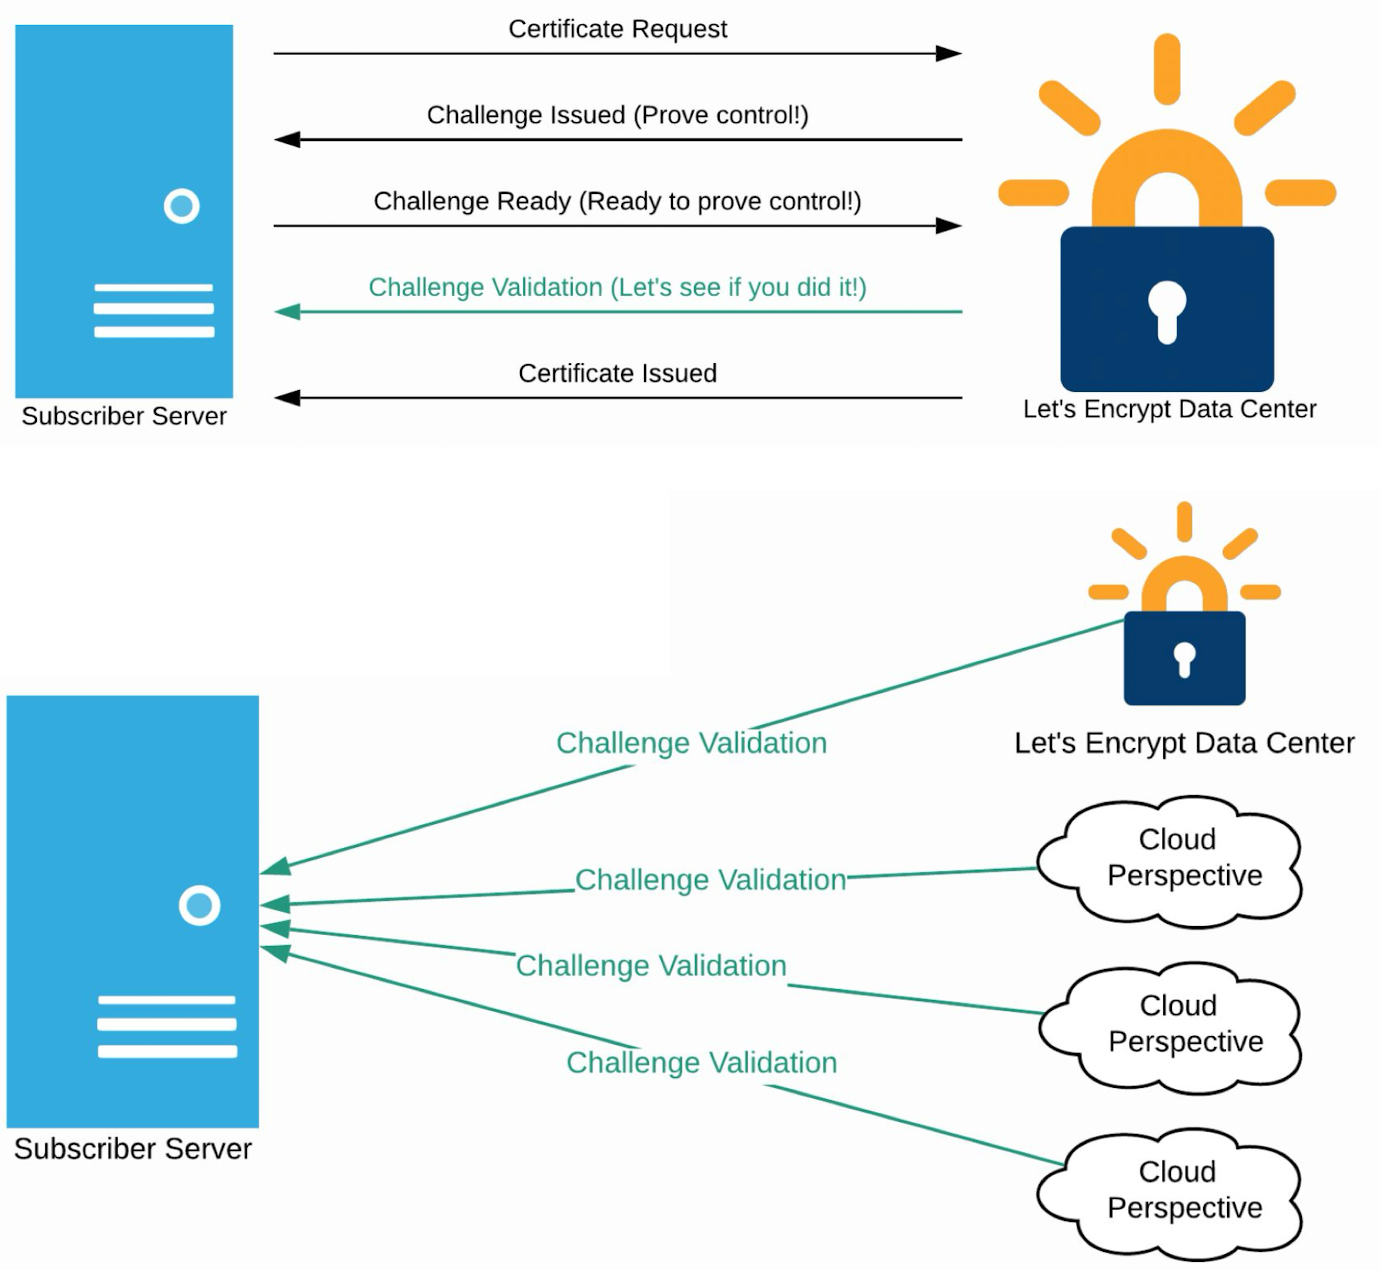 Certificate Request
Challenge Issued (Prove control!)
Challenge Ready (Ready to prove control!)
Challenge Validation (Let's see if you did it!)
Certificate Issued
Subscriber Server
Let's Encrypt Data Center
Challenge Validation
Let's Encrypt Data Center
Challenge Validation
Cloud
Perspective
Challenge Validation
Cloud
Perspective
Challenge Validation
Subscriber Server
Cloud
Perspective